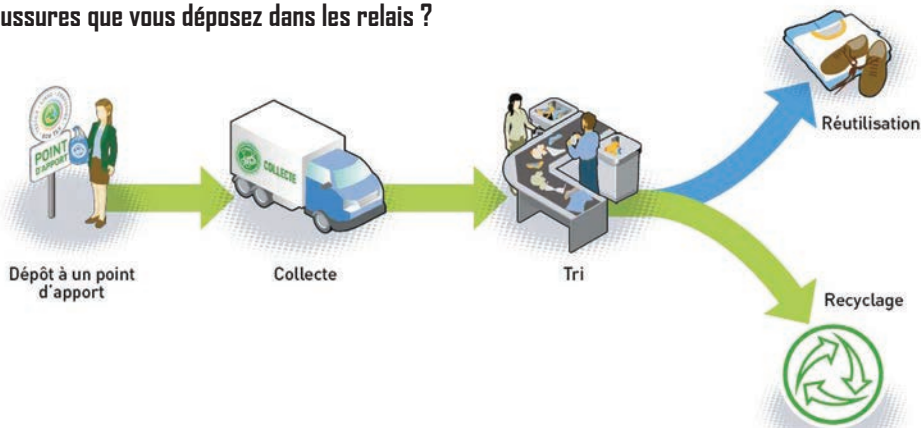 ussures que vous déposez dans les relais ?
POINT
D'APPORT
COLLECTE
Dépôt à un point
d'apport
Collecte
Tri
Réutilisation
Recyclage